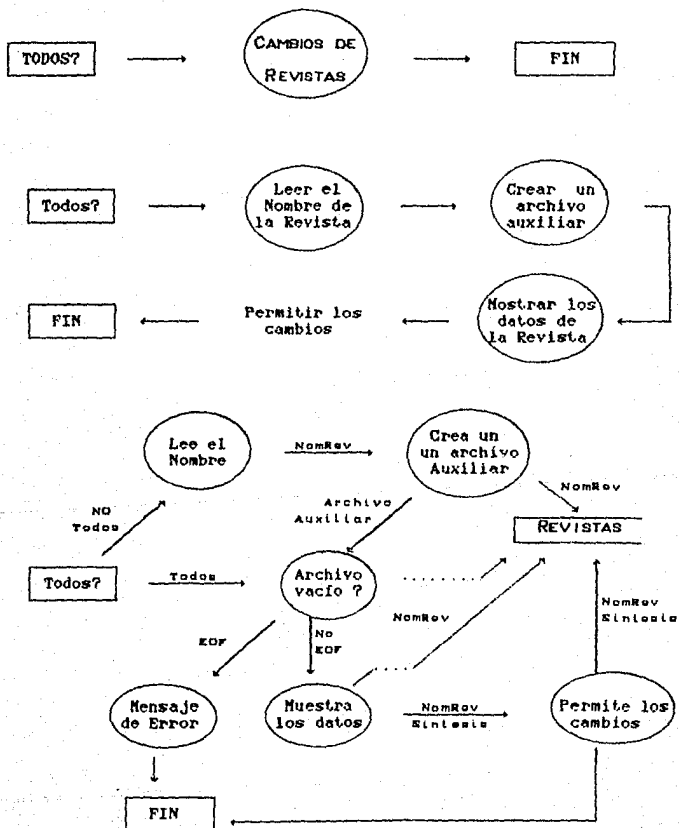 TODOS?
CAMBIOS DE
REVISTAS
FIN
Todos?
Leer el
Nombre de
la Revista
Crear un
archivo
auxiliar
FIN
Permitir los
cambios
Mostrar los
datos de
la Revista
Lee el
Nombre
NomRev
Crea un
un archivo
Auxiliar
NO
Todos
Archivo
Auxiliar
NomRev
REVISTAS
Todos?
Todos
Archivo
vacío ?
NomRev
NomRev
Sintesis
EOF
No
EOF
Mensaje
de Error
Muestra
los datos
NomRev
Sintesis
Permite los
cambios
FIN